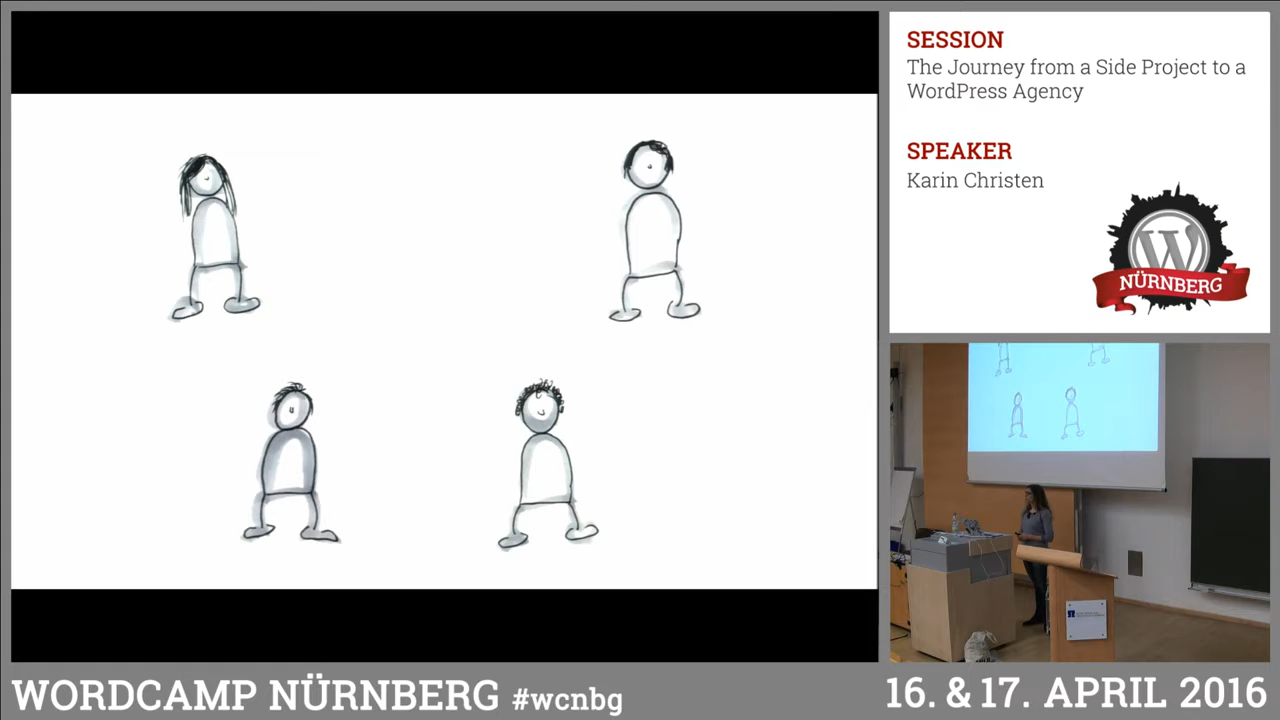 SESSION
The Journey from a Side Project to a
WordPress Agency
SPEAKER
Karin Christen
W
NÜRNBERG
WORDCAMP NÜRNBERG #wcnbg
16. & 17. APRIL 2016